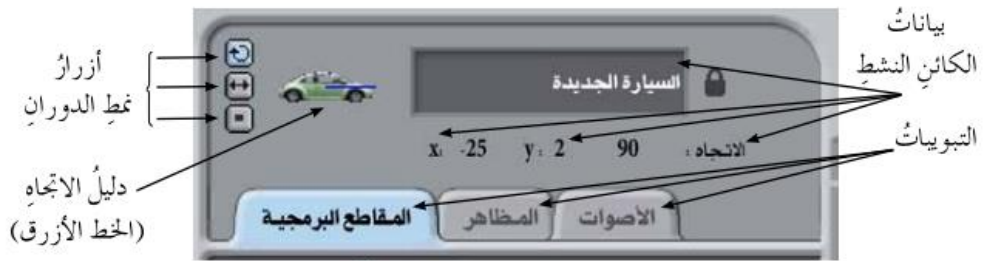 بياناتُ
الكائنِ النشطِ
التبويباتُ
السيارة الجديدة
الاتجاه : 90 y: 2 x: -25
الأصوات المظاهر المقاطع البرمجية
أزرارُ
نمطِ الدورانِ
دليلُ الاتجاهِ
(الخط الأزرق)